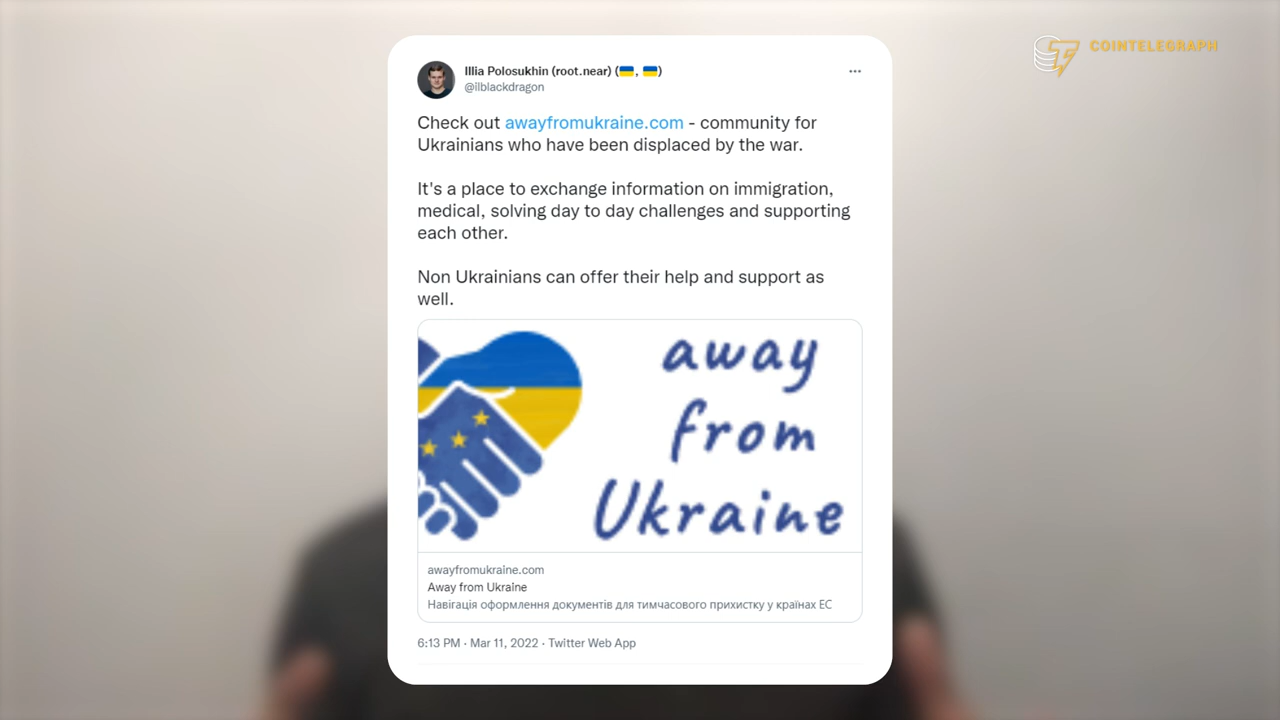 COINTELEGRAPH
Illia Polosukhin (root.near) (🇺🇦, 🇺🇦)
@ilblackdragon
Check out awayfromukraine.com - community for
Ukrainians who have been displaced by the war.
It's a place to exchange information on immigration,
medical, solving day to day challenges and supporting
each other.
Non Ukrainians can offer their help and support as
well.
away
from
Ukraine
awayfromukraine.com
Away from Ukraine
Навігація оформлення документів для тимчасового прихистку у країнах ЕС
6:13 PM · Mar 11, 2022 · Twitter Web App